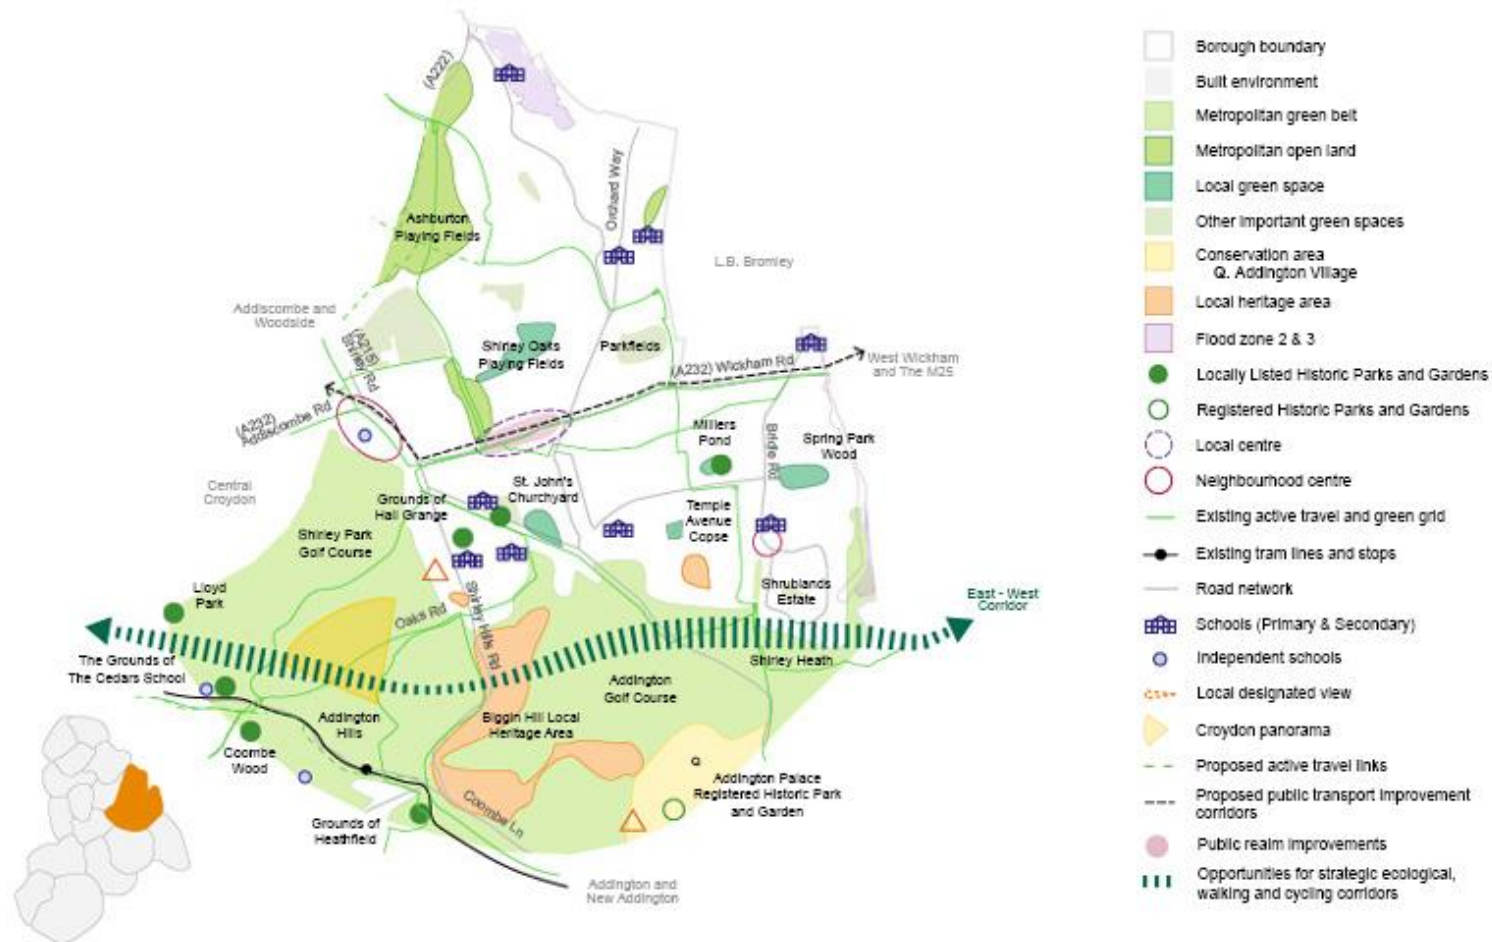 (A222)
Orchard Way
Ashburton
Playing Fields
L.B. Bromley
Addiscombe and
Woodside
(A215)
Shirley Rd
Shirley Oaks
Playing Fields
Parkfields
(A232) Wickham Rd
West Wickham
and The M25
(A232)
Addiscombe Rd
Millers
Pond
Bridle Rd
Spring Park
Wood
Central
Croydon
Grounds of
Hall Grange
St. John's
Churchyard
Temple
Avenue
Copse
Shirley Park
Golf Course
Lloyd
Park
Oaks Rd
Shirley Hills Rd
Shrublands
Estate
East - West
Corridor
The Grounds of
The Cedars School
Shirley Heath
Addington
Golf Course
Addington
Hills
Biggin Hill Local
Heritage Area
Coombe
Wood
Q
Addington Palace
Registered Historic Park
and Garden
Coombe Ln
Grounds of
Heathfield
Addington and
New Addington
Borough boundary
Built environment
Metropolitan green belt
Metropolitan open land
Local green space
Other important green spaces
Conservation area
Q. Addington Village
Local heritage area
Flood zone 2 & 3
Locally Listed Historic Parks and Gardens
Registered Historic Parks and Gardens
Local centre
Neighbourhood centre
Existing active travel and green grid
Existing tram lines and stops
Road network
Schools (Primary & Secondary)
Independent schools
Local designated view
Croydon panorama
Proposed active travel links
Proposed public transport improvement
corridors
Public realm improvements
Opportunities for strategic ecological,
walking and cycling corridors